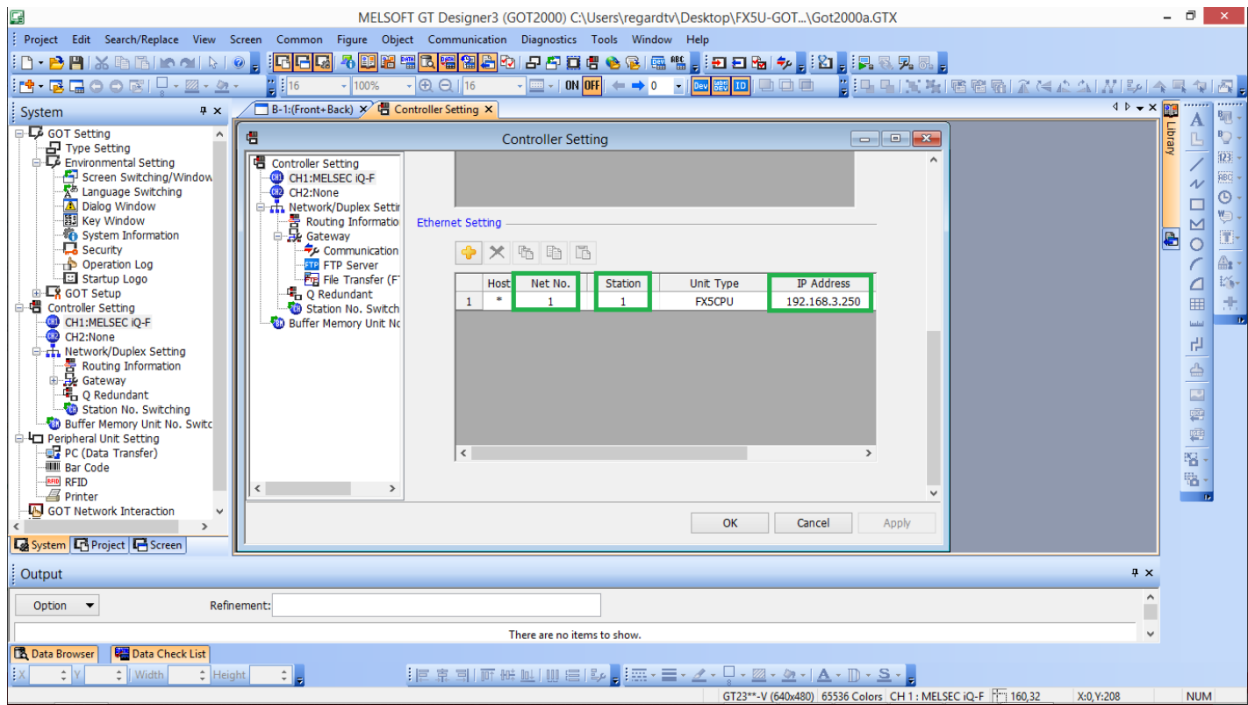 MELSOFT GT Designer3 (GOT2000) C:\Users\regardtv\Desktop\FX5U-GOT...\Got2000a.GTX
Project Edit Search/Replace View Screen Common Figure Object Communication Diagnostics Tools Window Help
16 100% 16 ON OFF 0 Dev ID
System
B-1:(Front+Back) Controller Setting
GOT Setting
Type Setting
Environmental Setting
Screen Switching/Window
Language Switching
Dialog Window
Key Window
System Information
Security
Operation Log
Startup Logo
GOT Setup
Controller Setting
CH1:MELSEC iQ-F
CH2:None
Network/Duplex Setting
Routing Information
Gateway
Q Redundant
Station No. Switching
Buffer Memory Unit No. Switc
Peripheral Unit Setting
PC (Data Transfer)
Bar Code
RFID
Printer
GOT Network Interaction
System Project Screen
Controller Setting
Controller Setting
CH1:MELSEC iQ-F
CH2:None
Network/Duplex Settin
Routing Informatio
Gateway
Communication
FTP Server
File Transfer (F
Q Redundant
Station No. Switch
Buffer Memory Unit Nc
Ethernet Setting
Host Net No. Station Unit Type IP Address
1 * 1 1 FX5CPU 192.168.3.250
OK Cancel Apply
Library
Output
Option Refinement:
There are no items to show.
Data Browser Data Check List
X Y Width Height
GT23**-V (640x480) 65536 Colors CH 1 : MELSEC iQ-F 160,32 X:0,Y:208 NUM